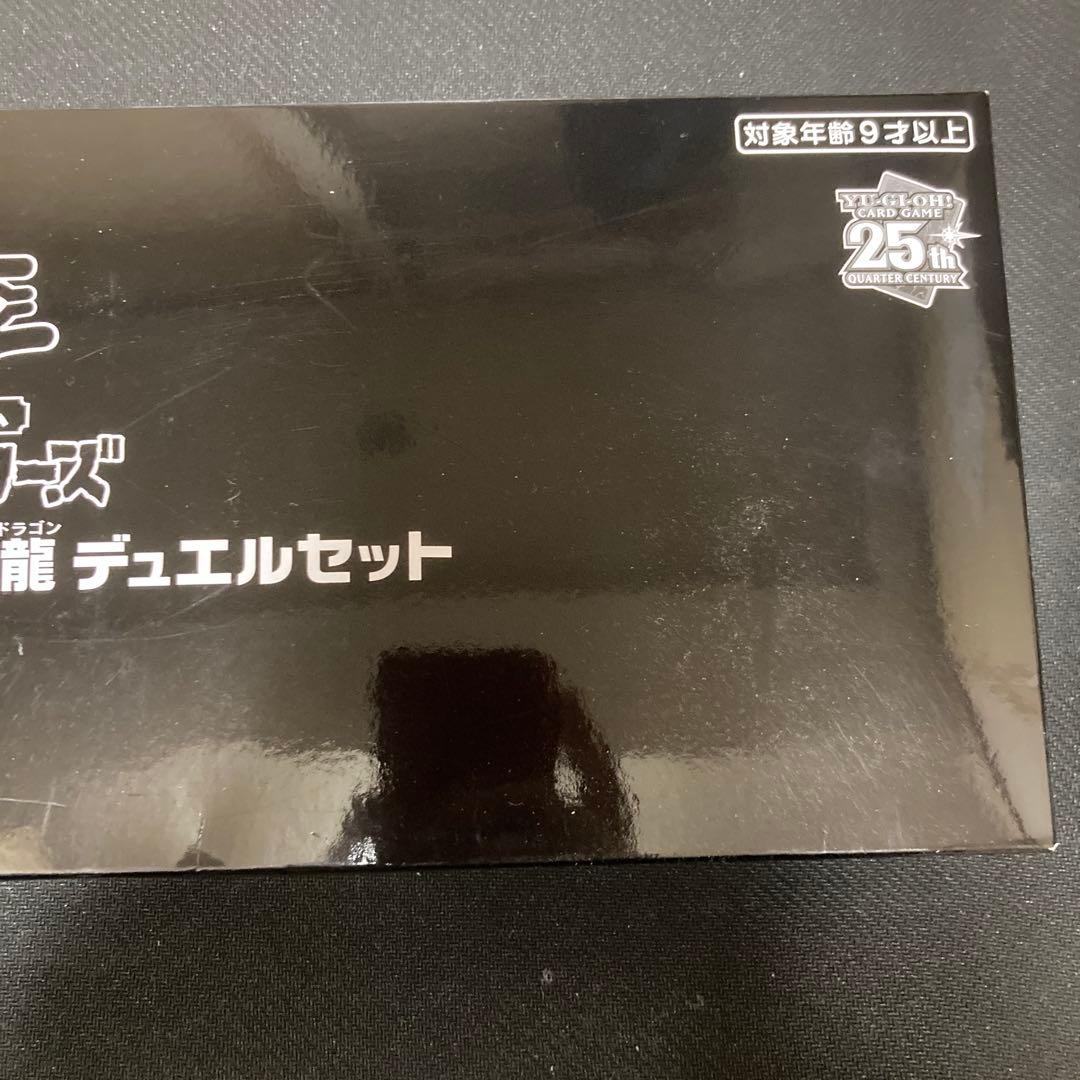 対象年齢9才以上
YU-GI-OH!
CARD GAME
25th
QUARTER CENTURY
ーズ
ドラゴン
龍 デュエルセット